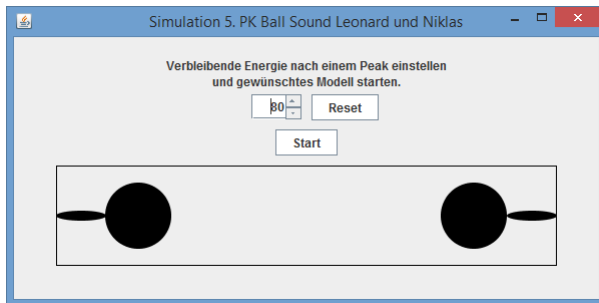 Simulation 5. PK Ball Sound Leonard und Niklas
Verbleibende Energie nach einem Peak einstellen
und gewünschtes Modell starten.
80 Reset
Start